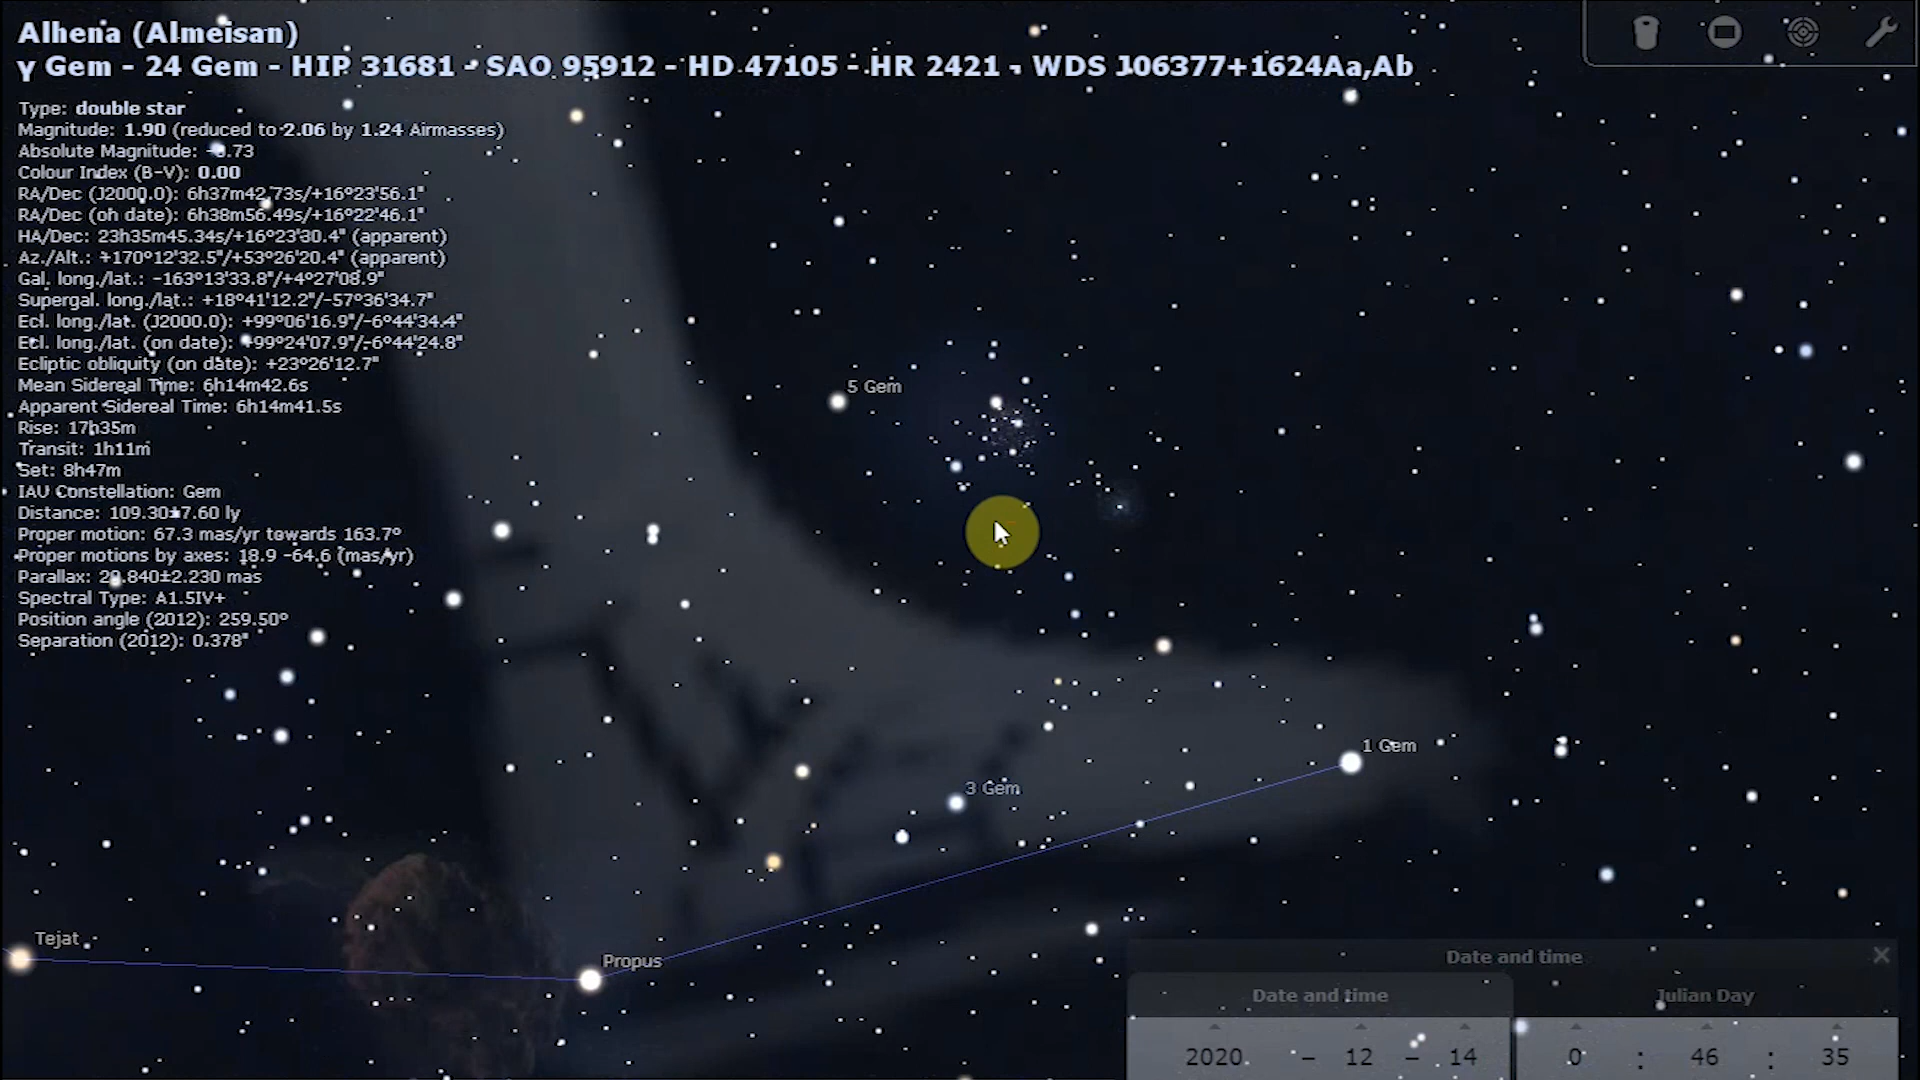 Alhena (Almeisan)
γ Gem - 24 Gem - HIP 31681 - SAO 95912 - HD 47105 - HR 2421 - WDS J06377+1624Aa,Ab
Type: double star
Magnitude: 1.90 (reduced to 2.06 by 1.24 Airmasses)
Absolute Magnitude: .73
Colour Index (B-V): 0.00
RA/Dec (J2000.0): 6h37m42.73s/+16°23'56.1"
RA/Dec (on date): 6h38m56.49s/+16°22'46.1"
HA/Dec: 23h35m45.34s/+16°23'30.4" (apparent)
Az./Alt.: +170°12'32.5"/+53°26'20.4" (apparent)
Gal. long./lat.: -163°13'33.8"/+4°27'08.9"
Supergal. long./lat.: +18°41'12.2"/-57°36'34.7"
Ecl. long./lat. (J2000.0): +99°06'16.9"/-6°44'34.4"
Ecl. long./lat. (on date): +99°24'07.9"/-6°44'24.8"
Ecliptic obliquity (on date): +23°26'12.7"
Mean Sidereal Time: 6h14m42.6s
Apparent Sidereal Time: 6h14m41.5s
Rise: 17h35m
Transit: 1h11m
Set: 8h47m
IAU Constellation: Gem
Distance: 109.30±7.60 ly
Proper motion: 67.3 mas/yr towards 163.7°
Proper motions by axes: 18.9 -64.6 (mas/yr)
Parallax: 29.840±2.230 mas
Spectral Type: A1.5IV+
Position angle (2012): 259.50°
Separation (2012): 0.378"
5 Gem
1 Gem
3 Gem
Tejat
Propus
Date and time
Date and time Julian Day
2020 - 12 - 14 0 : 46 : 35